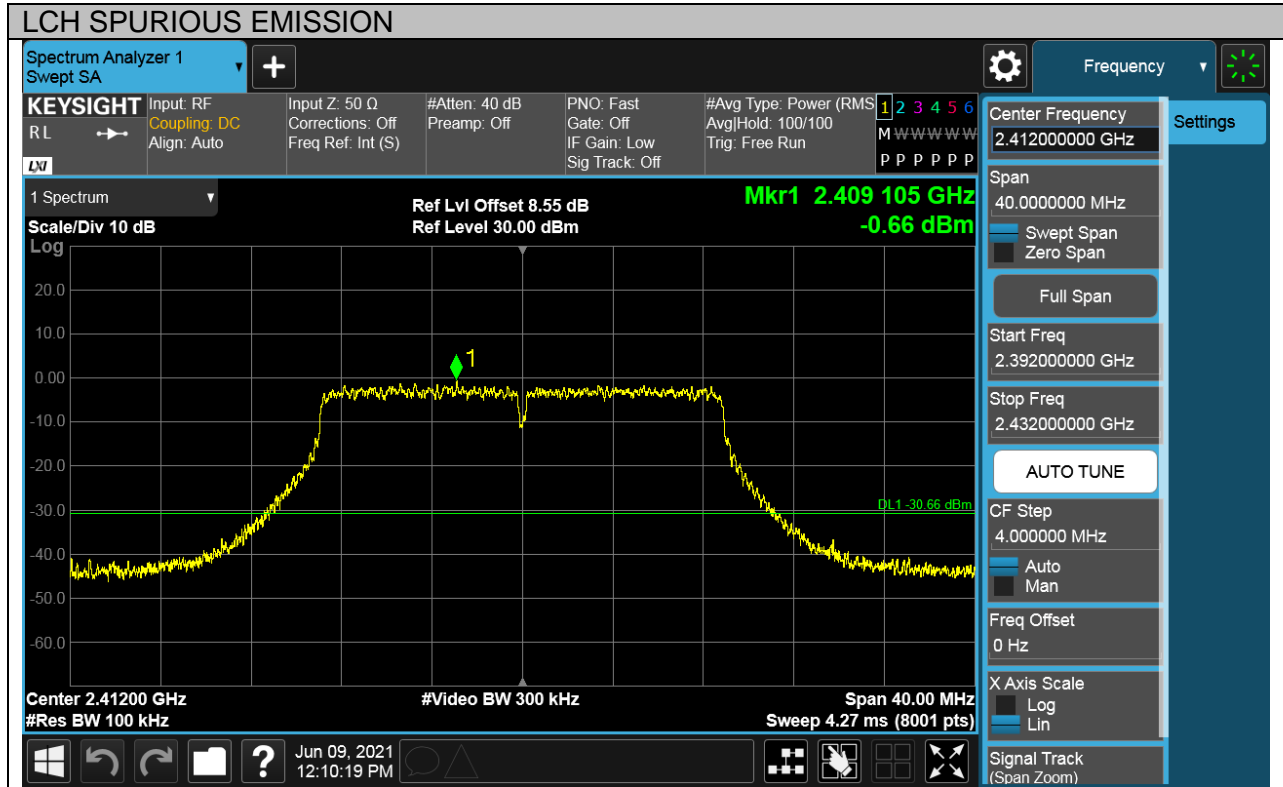 LCH SPURIOUS EMISSION
Spectrum Analyzer 1
Swept SA
+
Frequency
KEYSIGHT
RL
LXI
Input: RF
Coupling: DC
Align: Auto
Input Z: 50 Ω
Corrections: Off
Freq Ref: Int (S)
#Atten: 40 dB
Preamp: Off
PNO: Fast
Gate: Off
IF Gain: Low
Sig Track: Off
#Avg Type: Power (RMS
Avg|Hold: 100/100
Trig: Free Run
1 2 3 4 5 6
M W W W W W
P P P P P P
Center Frequency
2.412000000 GHz
Settings
Span
40.0000000 MHz
Swept Span
Zero Span
Full Span
Start Freq
2.392000000 GHz
Stop Freq
2.432000000 GHz
AUTO TUNE
CF Step
4.000000 MHz
Auto
Man
Freq Offset
0 Hz
X Axis Scale
Log
Lin
Signal Track
(Span Zoom)
1 Spectrum
Scale/Div 10 dB
Ref Lvl Offset 8.55 dB
Ref Level 30.00 dBm
Mkr1 2.409 105 GHz
-0.66 dBm
Log
20.0
10.0
0.00
-10.0
-20.0
-30.0
-40.0
-50.0
-60.0
1
DL1 -30.66 dBm
Center 2.41200 GHz
#Res BW 100 kHz
#Video BW 300 kHz
Span 40.00 MHz
Sweep 4.27 ms (8001 pts)
?
Jun 09, 2021
12:10:19 PM